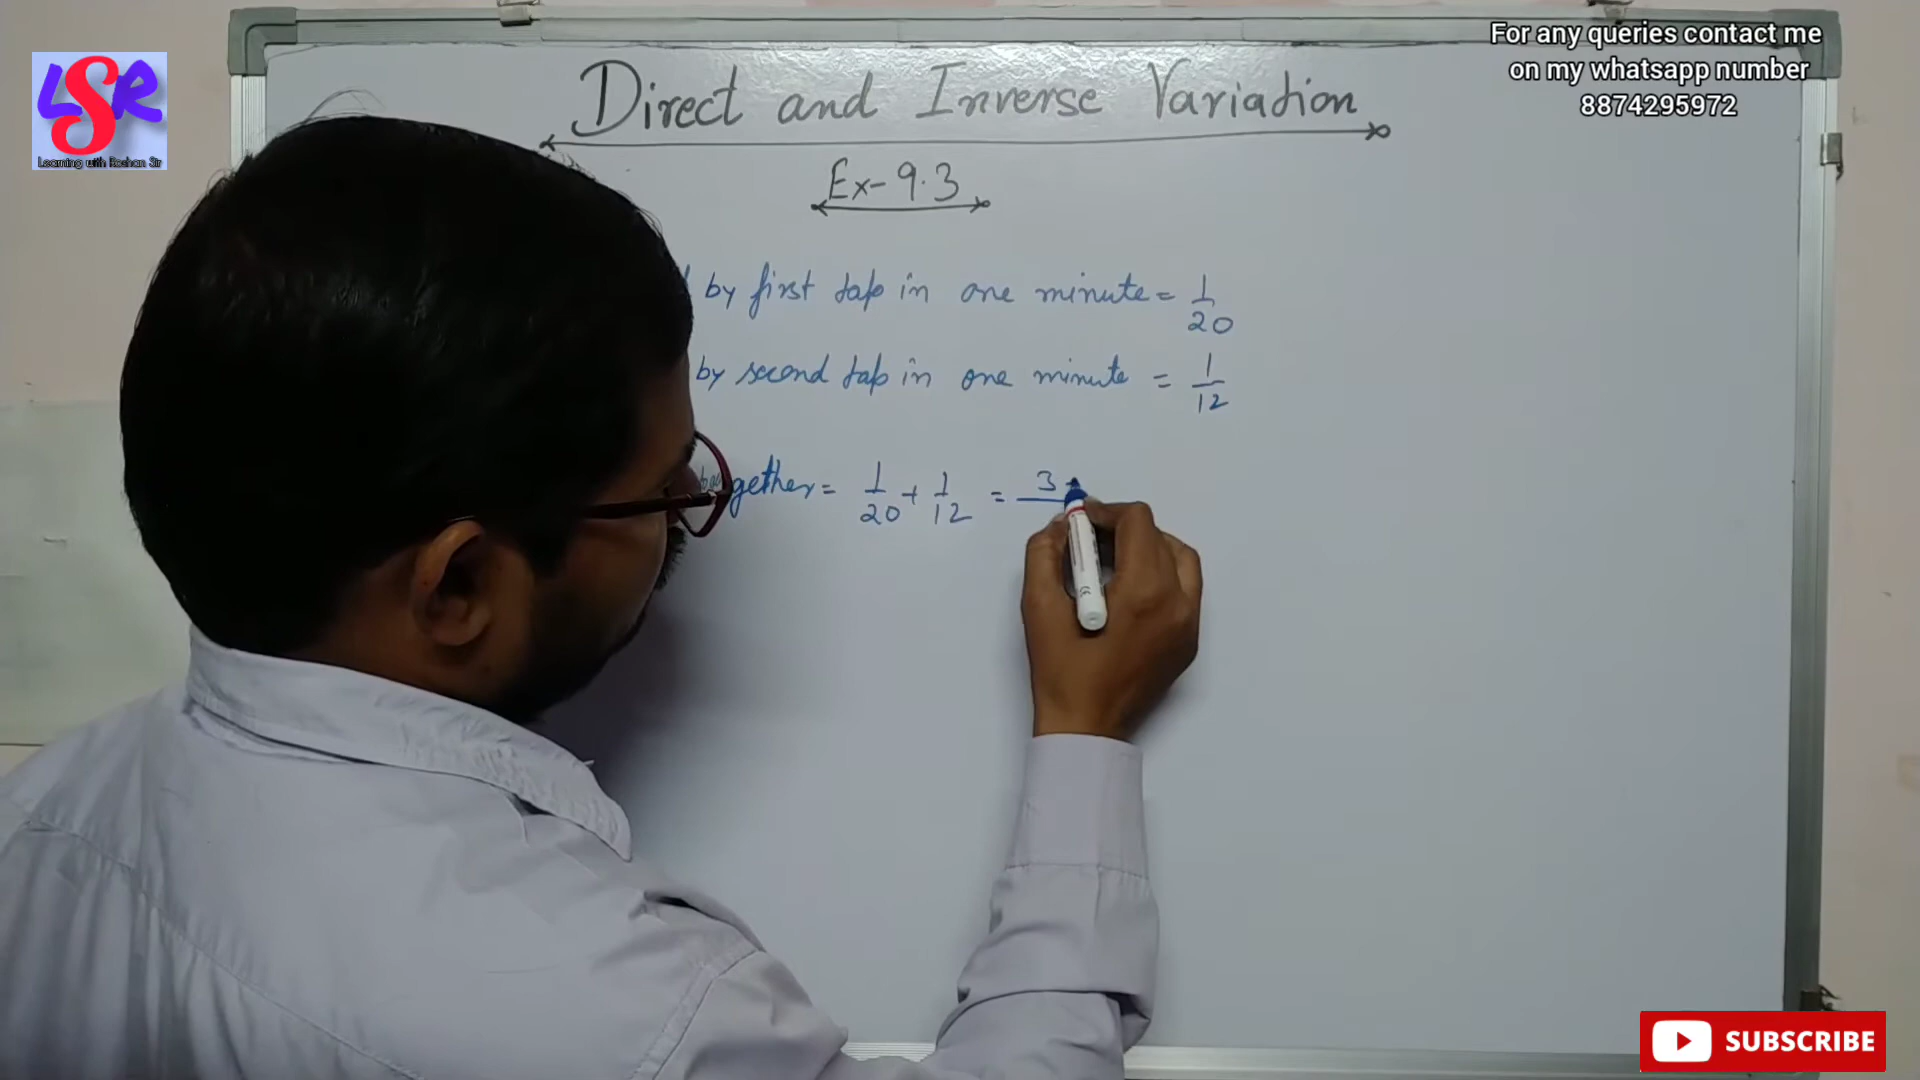 LSR
Learning with Roshan Sir
For any queries contact me
on my whatsapp number
8874295972
Direct and Inverse Variation
Ex-9.3
by first tap in one minute = 1/20
by second tap in one minute = 1/12
together = 1/20 + 1/12 = 3
SUBSCRIBE